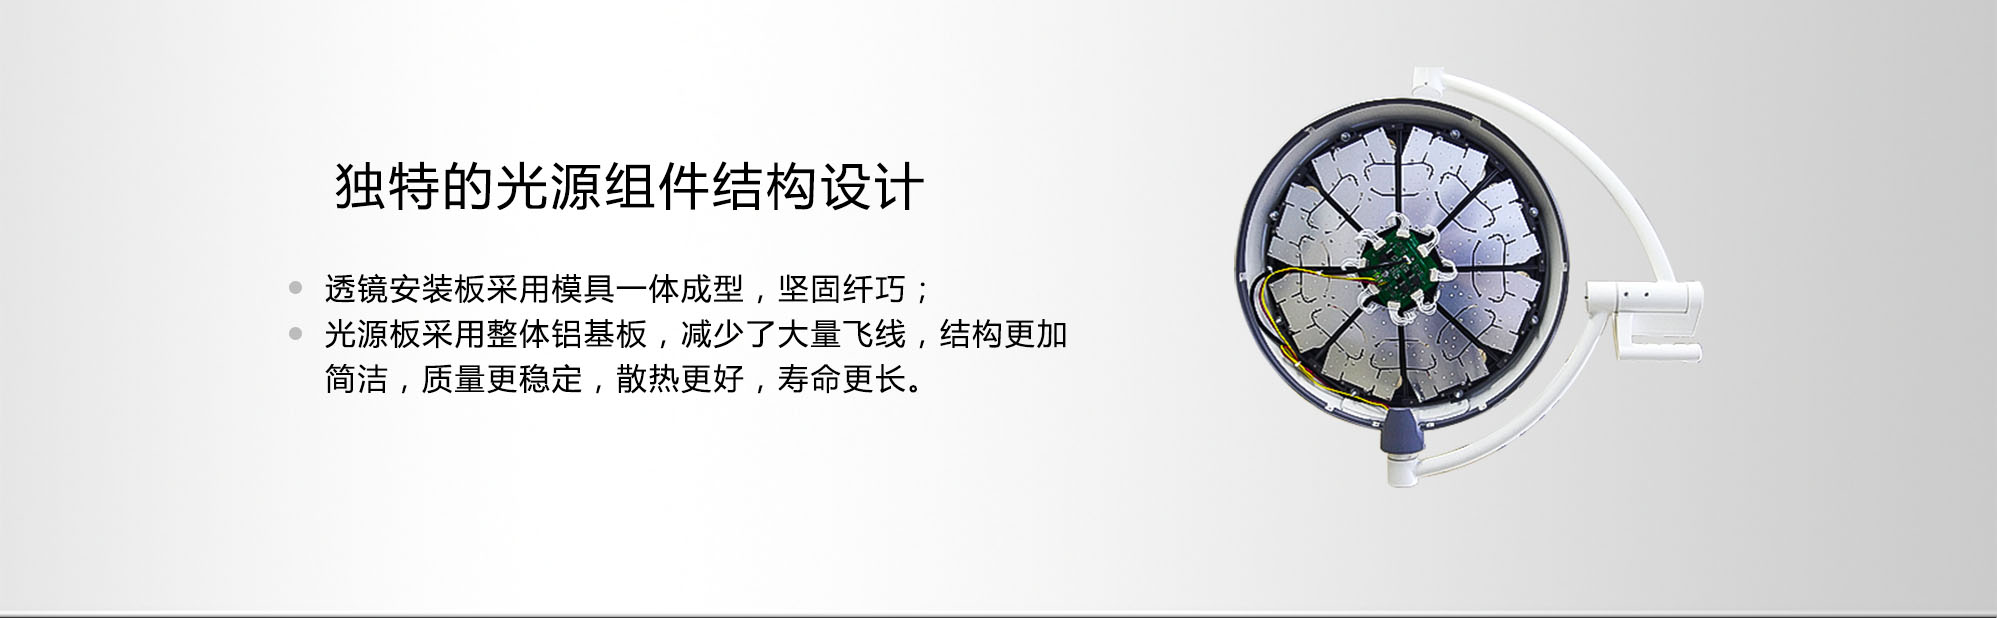 独特的光源组件结构设计
透镜安装板采用模具一体成型，坚固纤巧；
光源板采用整体铝基板，减少了大量飞线，结构更加
简洁，质量更稳定，散热更好，寿命更长。